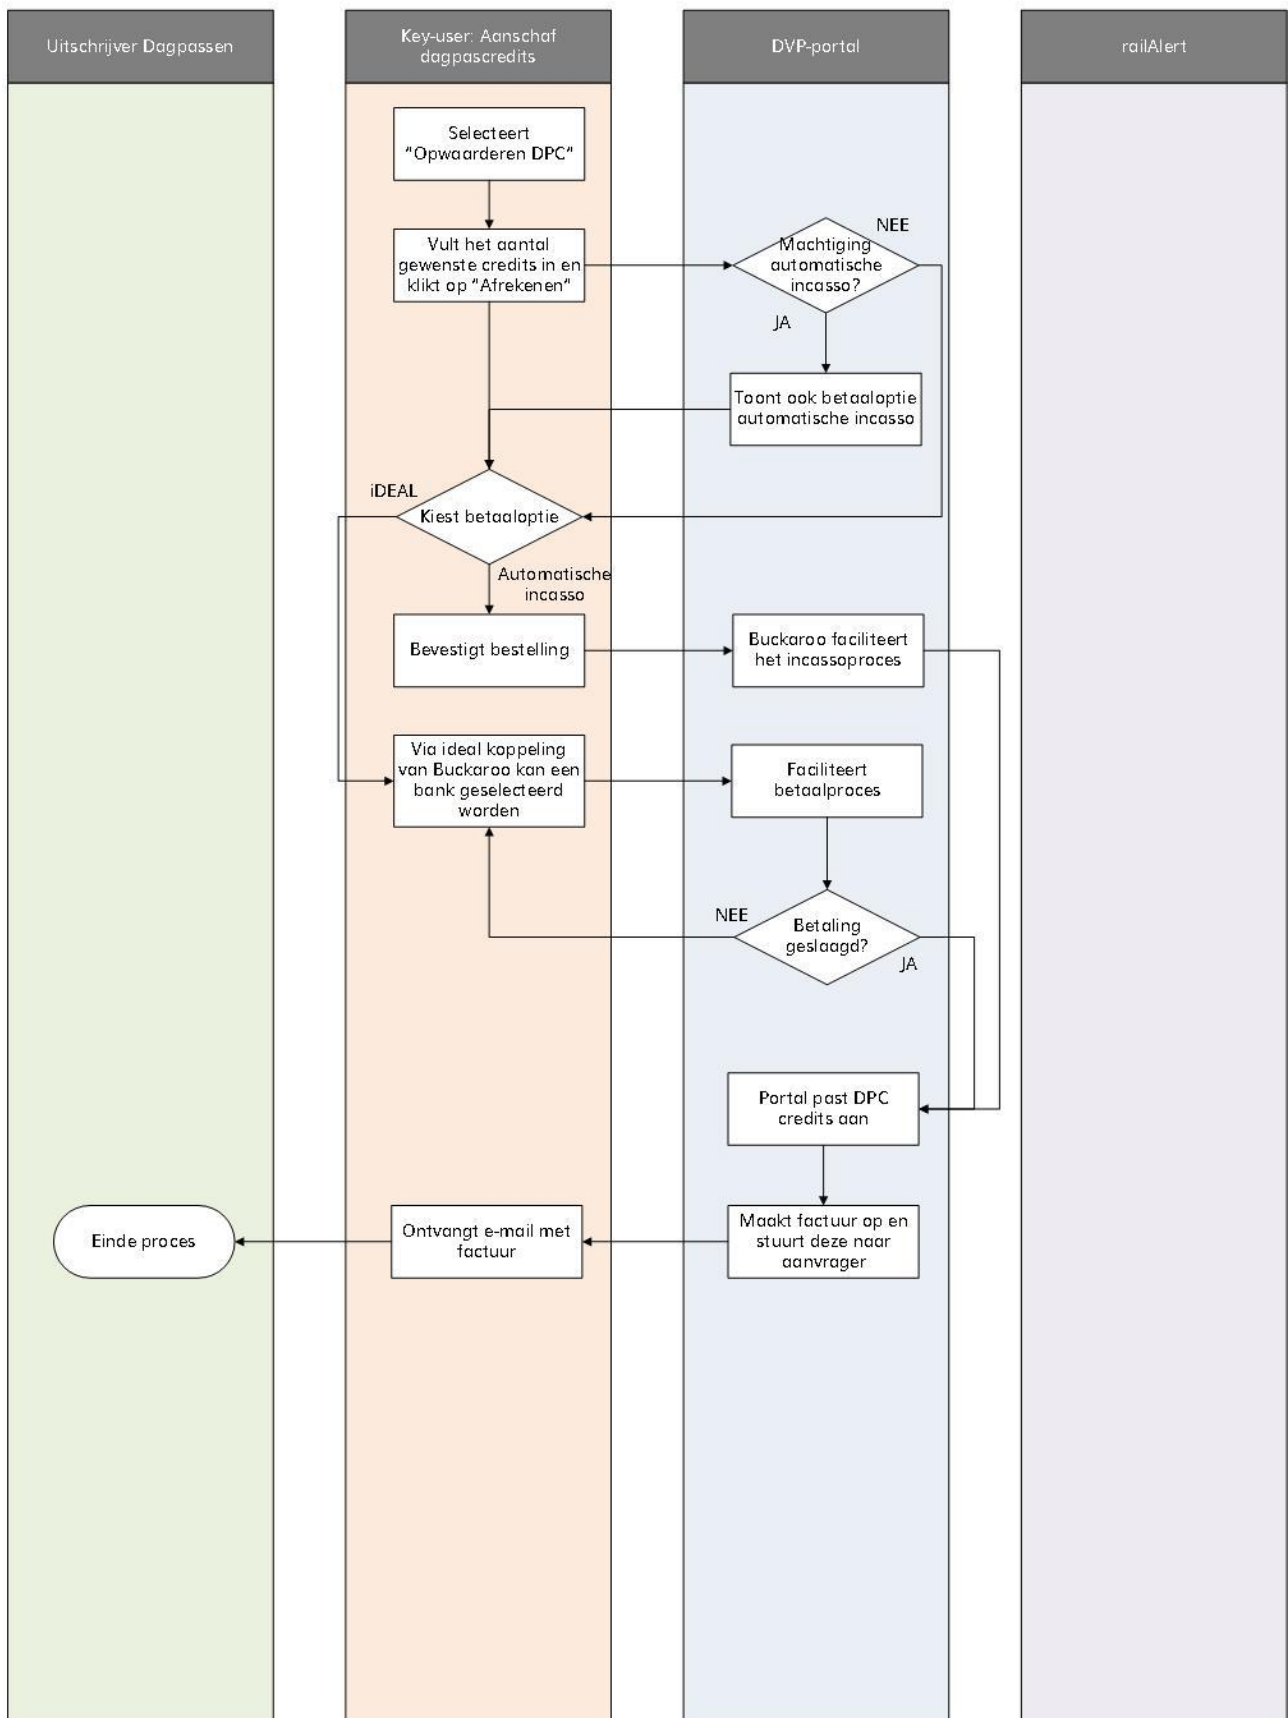 Uitschrijver Dagpassen
Key-user: Aanschaf
dagpascredits
DVP-portal
railAlert
Selecteert
“Opwaarderen DPC”
Vult het aantal
gewenste credits in en
klikt op “Afrekenen”
NEE
Machtiging
automatische
incasso?
JA
Toont ook betaaloptie
automatische incasso
iDEAL
Kiest betaaloptie
Automatische
incasso
Bevestigt bestelling
Buckaroo faciliteert
het incassoproces
Via ideal koppeling
van Buckaroo kan een
bank geselecteerd
worden
Faciliteert
betaalproces
NEE
Betaling
geslaagd?
JA
Portal past DPC
credits aan
Maakt factuur op en
stuurt deze naar
aanvrager
Ontvangt e-mail met
factuur
Einde proces